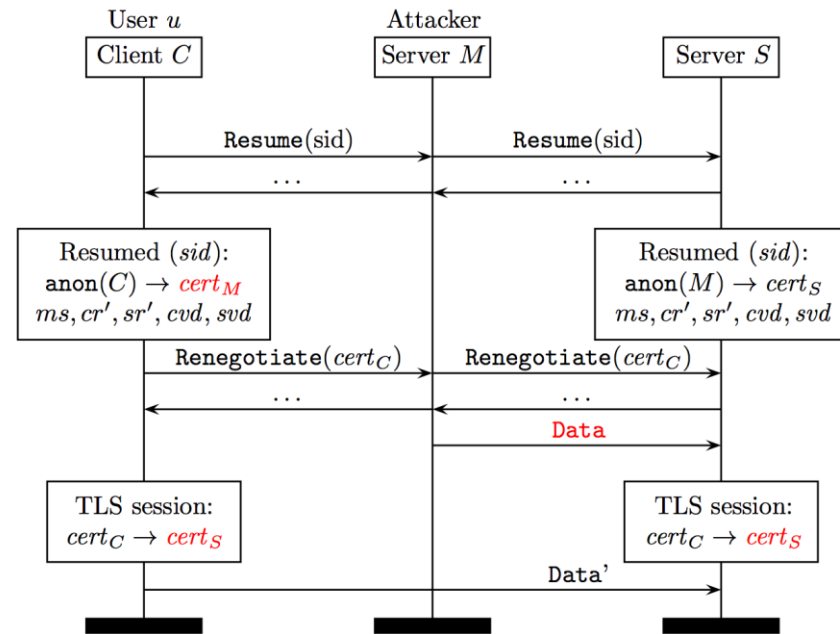 User u Attacker
Client C Server M Server S
Resume(sid) Resume(sid)
... ...
Resumed (sid): Resumed (sid):
anon(C) → cert_M anon(M) → cert_S
ms, cr′, sr′, cvd, svd ms, cr′, sr′, cvd, svd
Renegotiate(cert_C) Renegotiate(cert_C)
... ...
Data
TLS session: TLS session:
cert_C → cert_S cert_C → cert_S
Data'